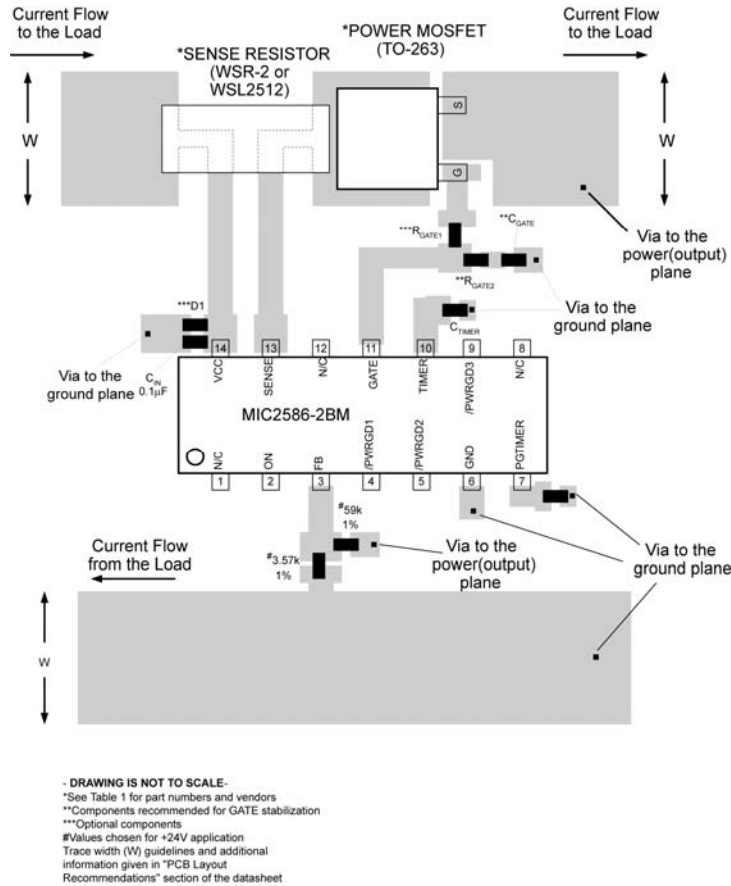 Current Flow
to the Load
*POWER MOSFET
(TO-263)
Current Flow
to the Load
*SENSE RESISTOR
(WSR-2 or
WSL2512)
W
W
S
G
***R GATE1
**C GATE
**R GATE2
Via to the
power(output)
plane
***D1
C TIMER
Via to the
ground plane
Via to the
ground plane
C IN
0.1µF
14
13
12
11
10
9
8
VCC
SENSE
N/C
GATE
TIMER
/PWRGD3
N/C
MIC2586-2BM
N/C
ON
FB
/PWRGD1
/PWRGD2
GND
PGTIMER
1
2
3
4
5
6
7
#59k
1%
#3.57k
1%
Current Flow
from the Load
Via to the
power(output)
plane
Via to the
ground plane
W
- DRAWING IS NOT TO SCALE-
*See Table 1 for part numbers and vendors
**Components recommended for GATE stabilization
***Optional components
#Values chosen for +24V application
Trace width (W) guidelines and additional
information given in "PCB Layout
Recommendations" section of the datasheet